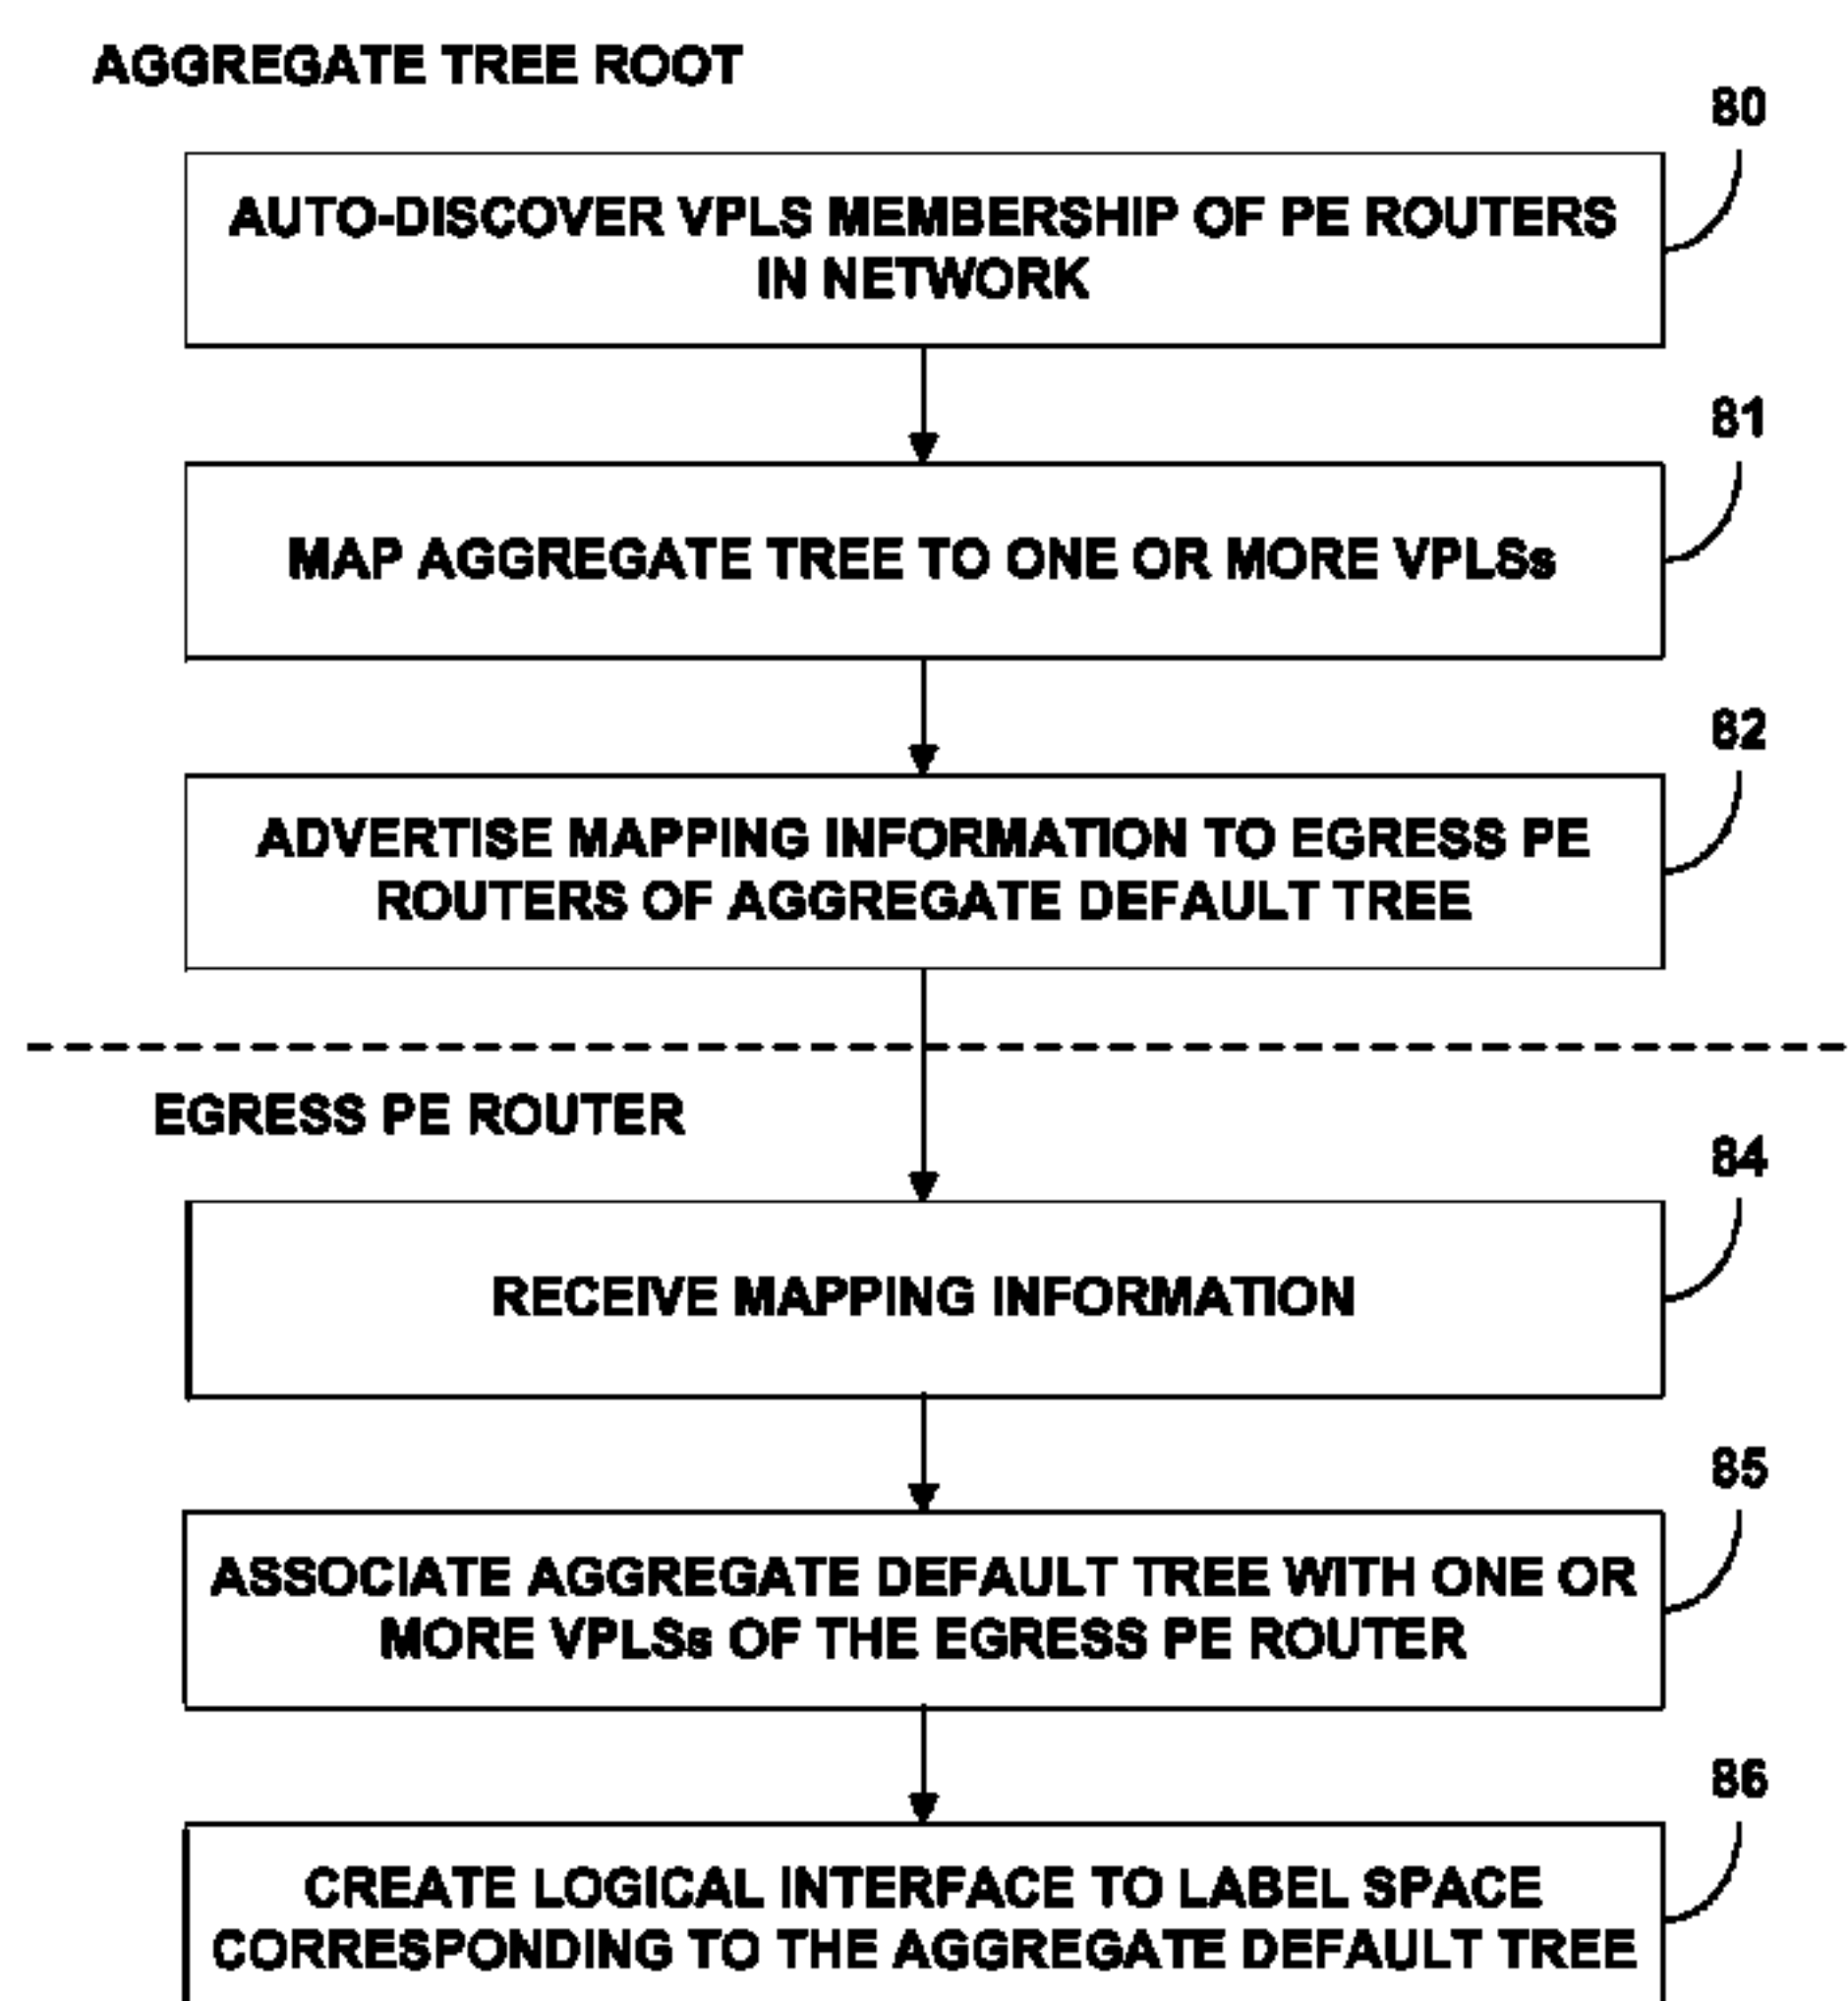 AGGREGATE TREE ROOT
80
AUTO-DISCOVER VPLS MEMBERSHIP OF PE ROUTERS
IN NETWORK
81
MAP AGGREGATE TREE TO ONE OR MORE VPLSs
82
ADVERTISE MAPPING INFORMATION TO EGRESS PE
ROUTERS OF AGGREGATE DEFAULT TREE
EGRESS PE ROUTER
84
RECEIVE MAPPING INFORMATION
85
ASSOCIATE AGGREGATE DEFAULT TREE WITH ONE OR
MORE VPLSs OF THE EGRESS PE ROUTER
86
CREATE LOGICAL INTERFACE TO LABEL SPACE
CORRESPONDING TO THE AGGREGATE DEFAULT TREE